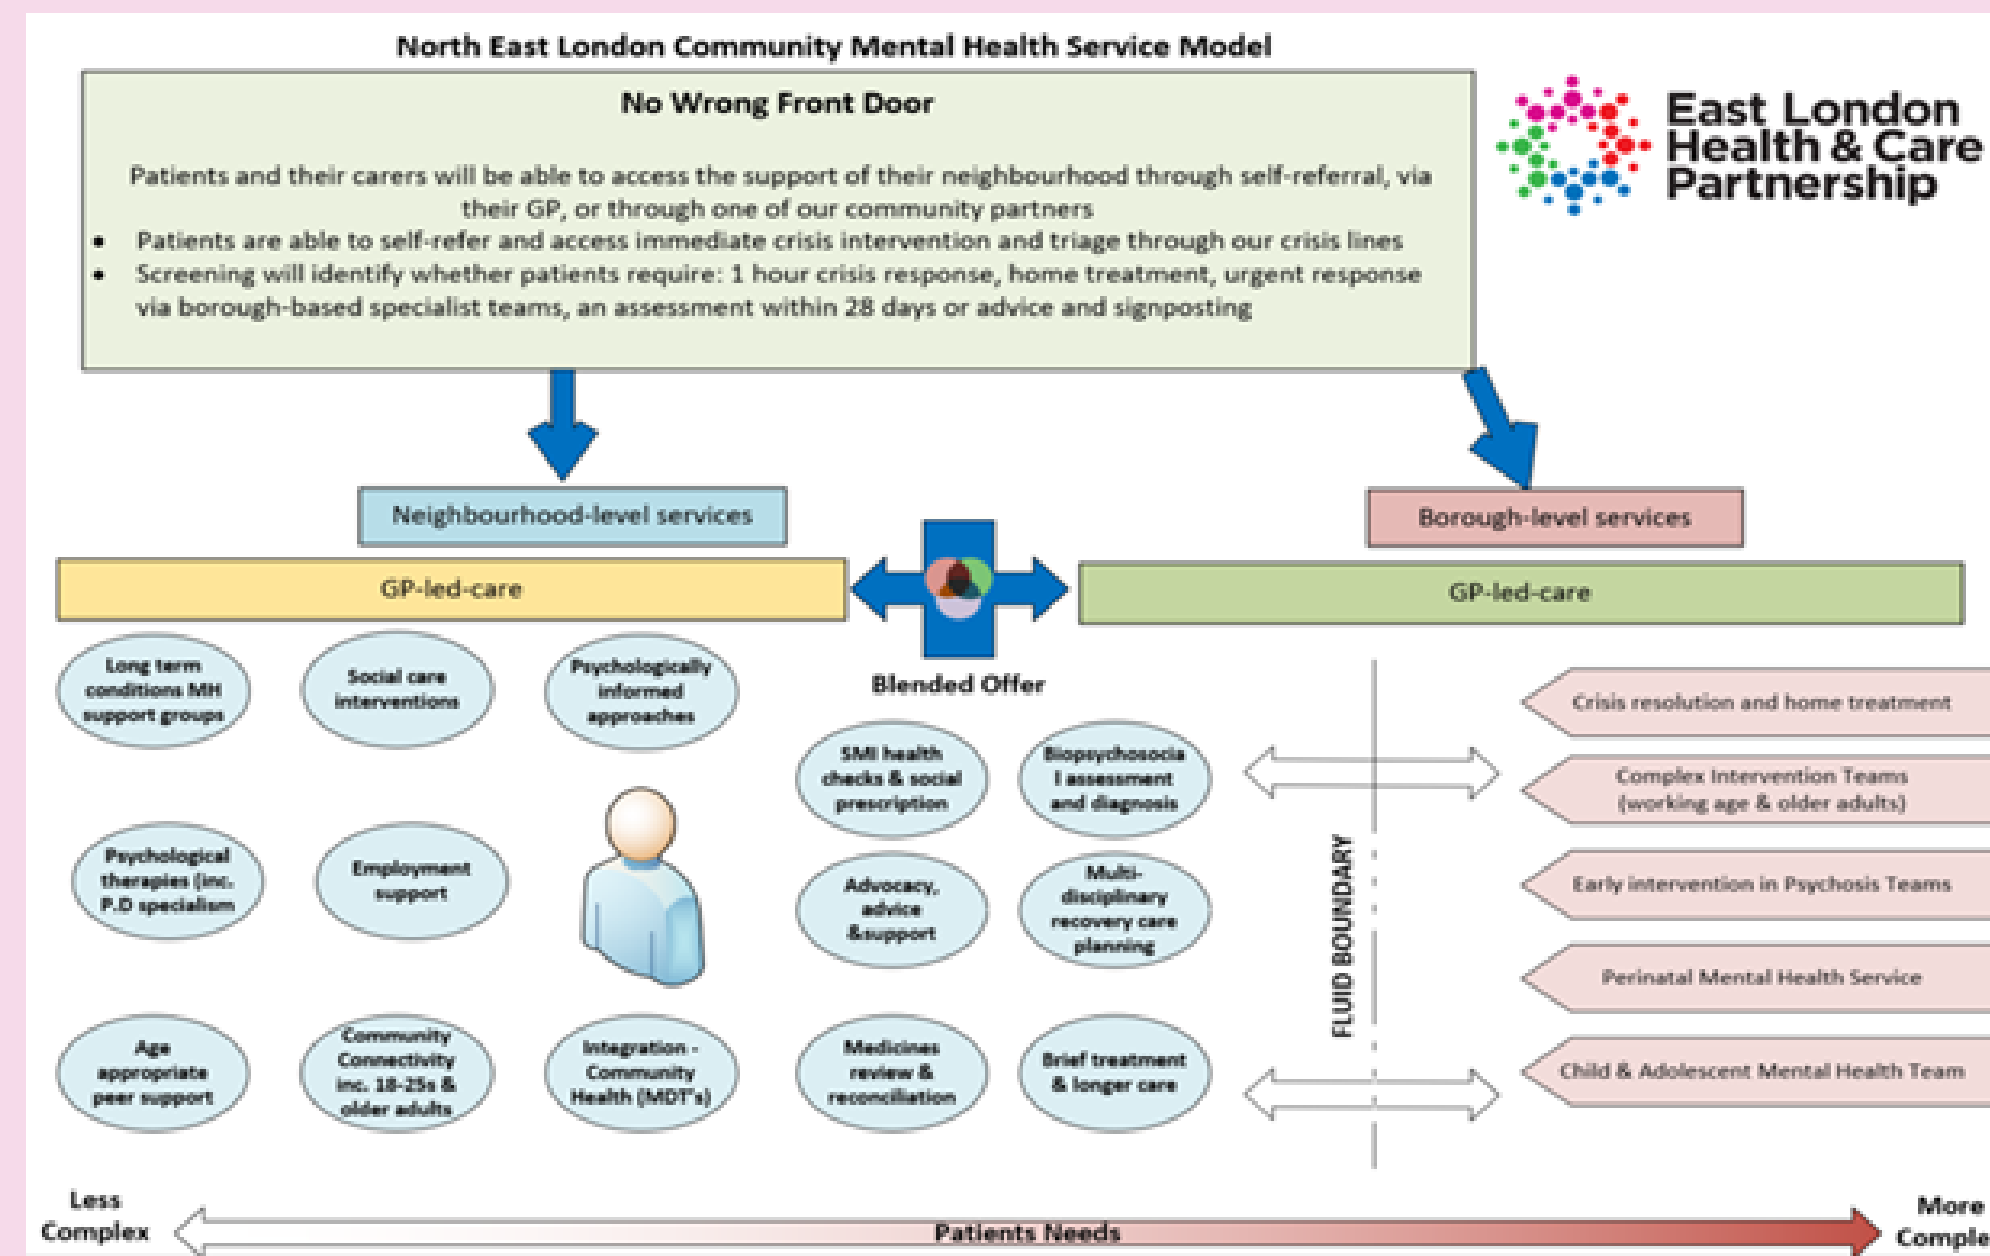 North East London Community Mental Health Service Model
No Wrong Front Door
Patients and their carers will be able to access the support of their neighbourhood through self-referral, via
their GP, or through one of our community partners
• Patients are able to self-refer and access immediate crisis intervention and triage through our crisis lines
• Screening will identify whether patients require: 1 hour crisis response, home treatment, urgent response
via borough-based specialist teams, an assessment within 28 days or advice and signposting
East London
Health & Care
Partnership
Neighbourhood-level services
Borough-level services
GP-led-care
GP-led-care
Blended Offer
Long term
conditions MH
support groups
Social care
interventions
Psychologically
informed
approaches
SMI health
checks & social
prescription
Biopsychosocia
l assessment
and diagnosis
Psychological
therapies (inc.
P.D specialism
Employment
support
Advocacy,
advice
&support
Multi-
disciplinary
recovery care
planning
Age
appropriate
peer support
Community
Connectivity
inc. 18-25s &
older adults
Integration -
Community
Health (MDT's)
Medicines
review &
reconciliation
Brief treatment
& longer care
FLUID BOUNDARY
Crisis resolution and home treatment
Complex Intervention Teams
(working age & older adults)
Early intervention in Psychosis Teams
Perinatal Mental Health Service
Child & Adolescent Mental Health Team
Less
Complex
Patients Needs
More
Comple